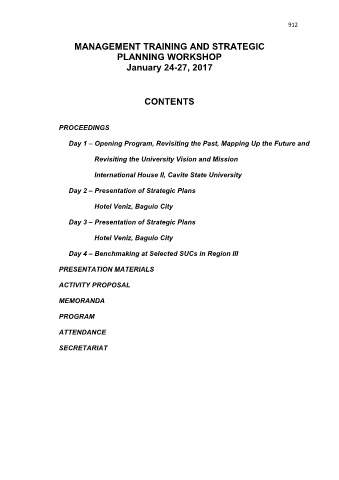 912
MANAGEMENT TRAINING AND STRATEGIC
PLANNING WORKSHOP
January 24-27, 2017
CONTENTS
PROCEEDINGS
Day 1 – Opening Program, Revisiting the Past, Mapping Up the Future and
Revisiting the University Vision and Mission
International House II, Cavite State University
Day 2 – Presentation of Strategic Plans
Hotel Veniz, Baguio City
Day 3 – Presentation of Strategic Plans
Hotel Veniz, Baguio City
Day 4 – Benchmaking at Selected SUCs in Region III
PRESENTATION MATERIALS
ACTIVITY PROPOSAL
MEMORANDA
PROGRAM
ATTENDANCE
SECRETARIAT